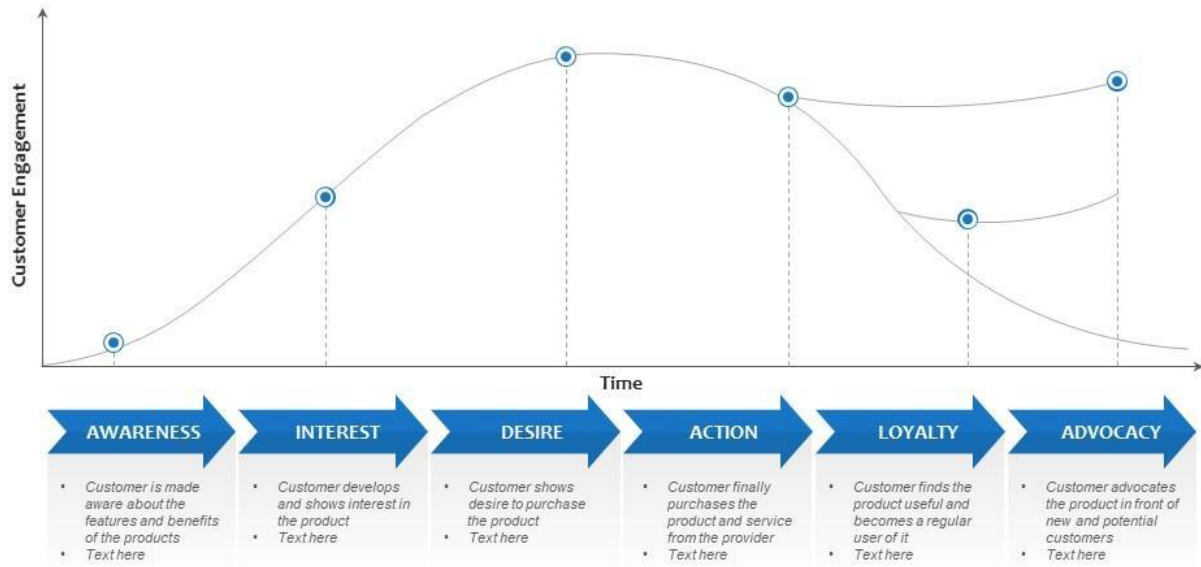 Customer Engagement
Time
AWARENESS
INTEREST
DESIRE
ACTION
LOYALTY
ADVOCACY
• Customer is made
aware about the
features and benefits
of the products
• Text here
• Customer develops
and shows interest in
the product
• Text here
• Customer shows
desire to purchase
the product
• Text here
• Customer finally
purchases the
product and service
from the provider
• Text here
• Customer finds the
product useful and
becomes a regular
user of it
• Text here
• Customer advocates
the product in front of
new and potential
customers
• Text here